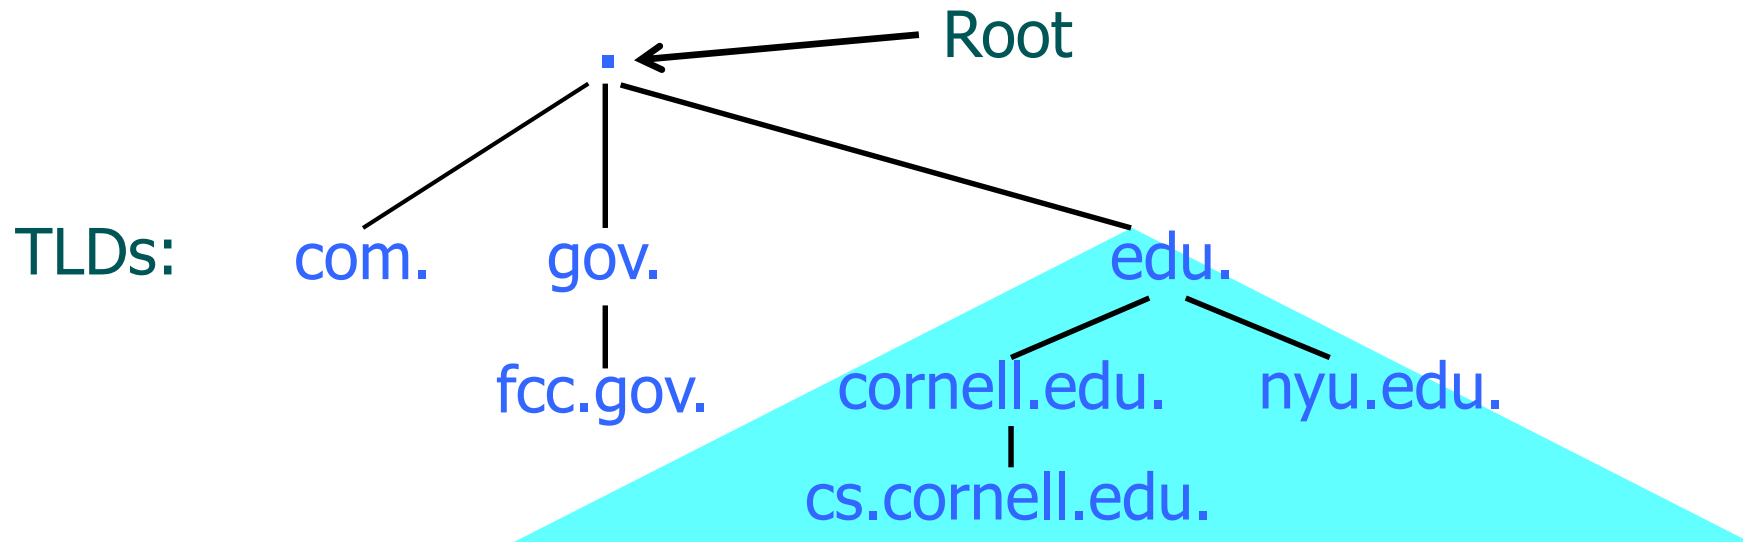 Root
.
TLDs: com. gov. edu.
fcc.gov. cornell.edu. nyu.edu.
cs.cornell.edu.